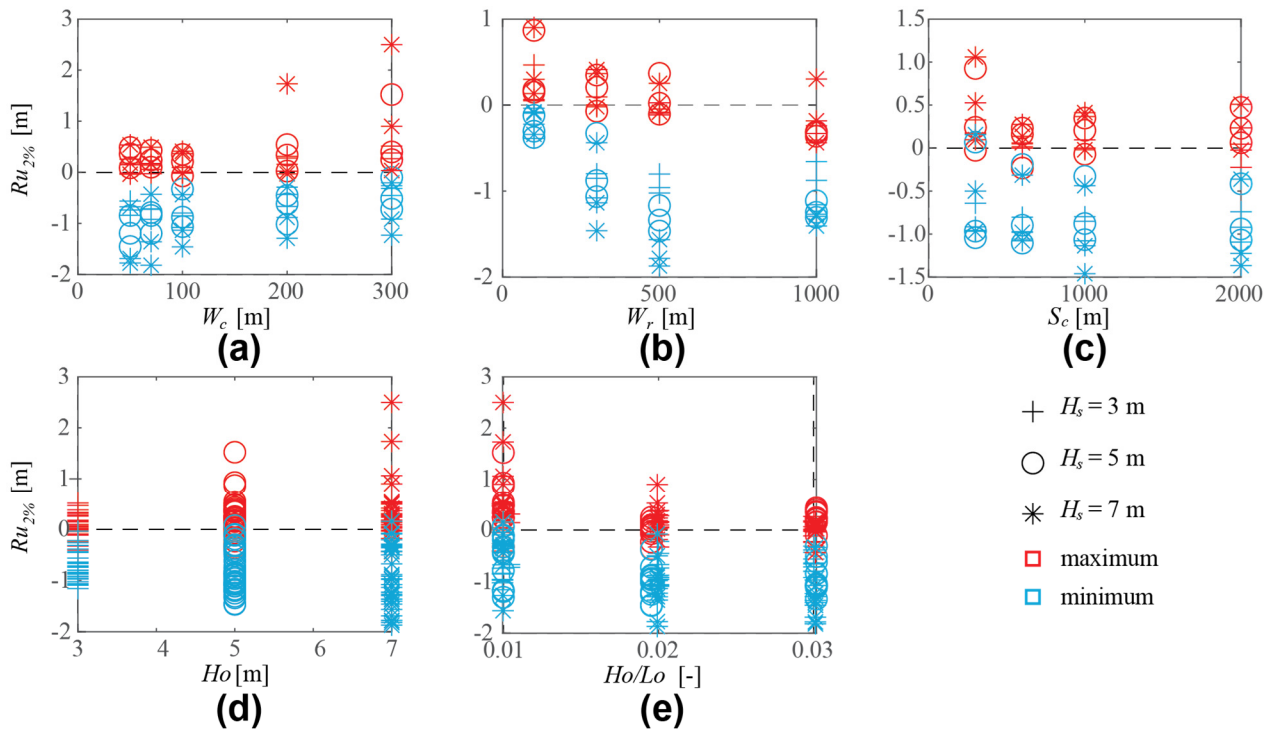 3
2
1
0
-1
-2
0
100
200
300
Ru2% [m]
Wc [m]
(a)
1
0
-1
-2
0
500
1000
Wr [m]
(b)
1.5
1.0
0.5
0
-0.5
-1.0
-1.5
0
1000
2000
Sc [m]
(c)
3
2
1
0
-1
-2
3
4
5
6
7
Ru2% [m]
Ho [m]
(d)
3
2
1
0
-1
-2
0.01
0.02
0.03
Ho/Lo [-]
(e)
Hs = 3 m
Hs = 5 m
Hs = 7 m
maximum
minimum